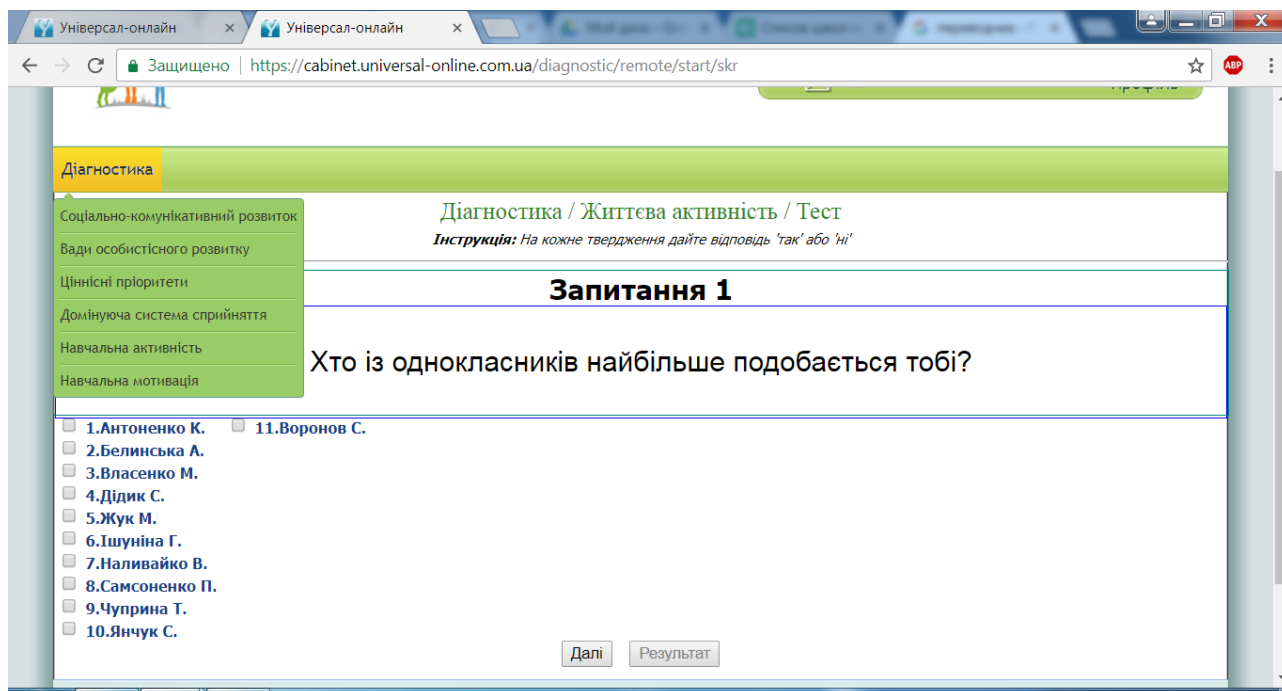 Універсал-онлайн
Універсал-онлайн
Защищено | https://cabinet.universal-online.com.ua/diagnostic/remote/start/skr
ABP
Діагностика
Соціально-комунікативний розвиток
Вади особистісного розвитку
Ціннісні пріоритети
Домінуюча система сприйняття
Навчальна активність
Навчальна мотивація
Діагностика / Життєва активність / Тест
Інструкція: На кожне твердження дайте відповідь 'так' або 'ні'
Запитання 1
Хто із однокласників найбільше подобається тобі?
1.Антоненко К. 11.Воронов С.
2.Белинська А.
3.Власенко М.
4.Дідик С.
5.Жук М.
6.Ішуніна Г.
7.Наливайко В.
8.Самсоненко П.
9.Чуприна Т.
10.Янчук С.
Далі Результат